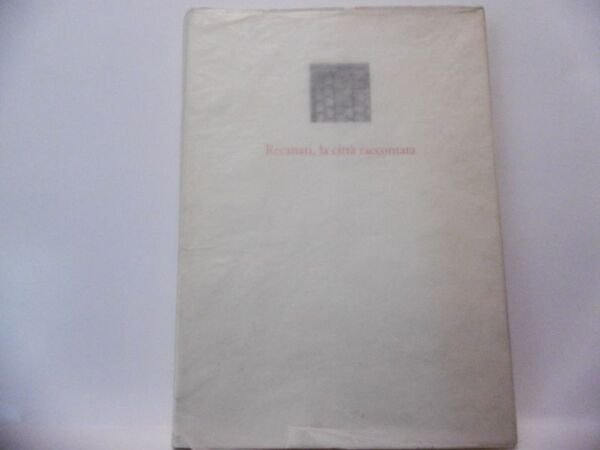 Recanati, la città raccontata